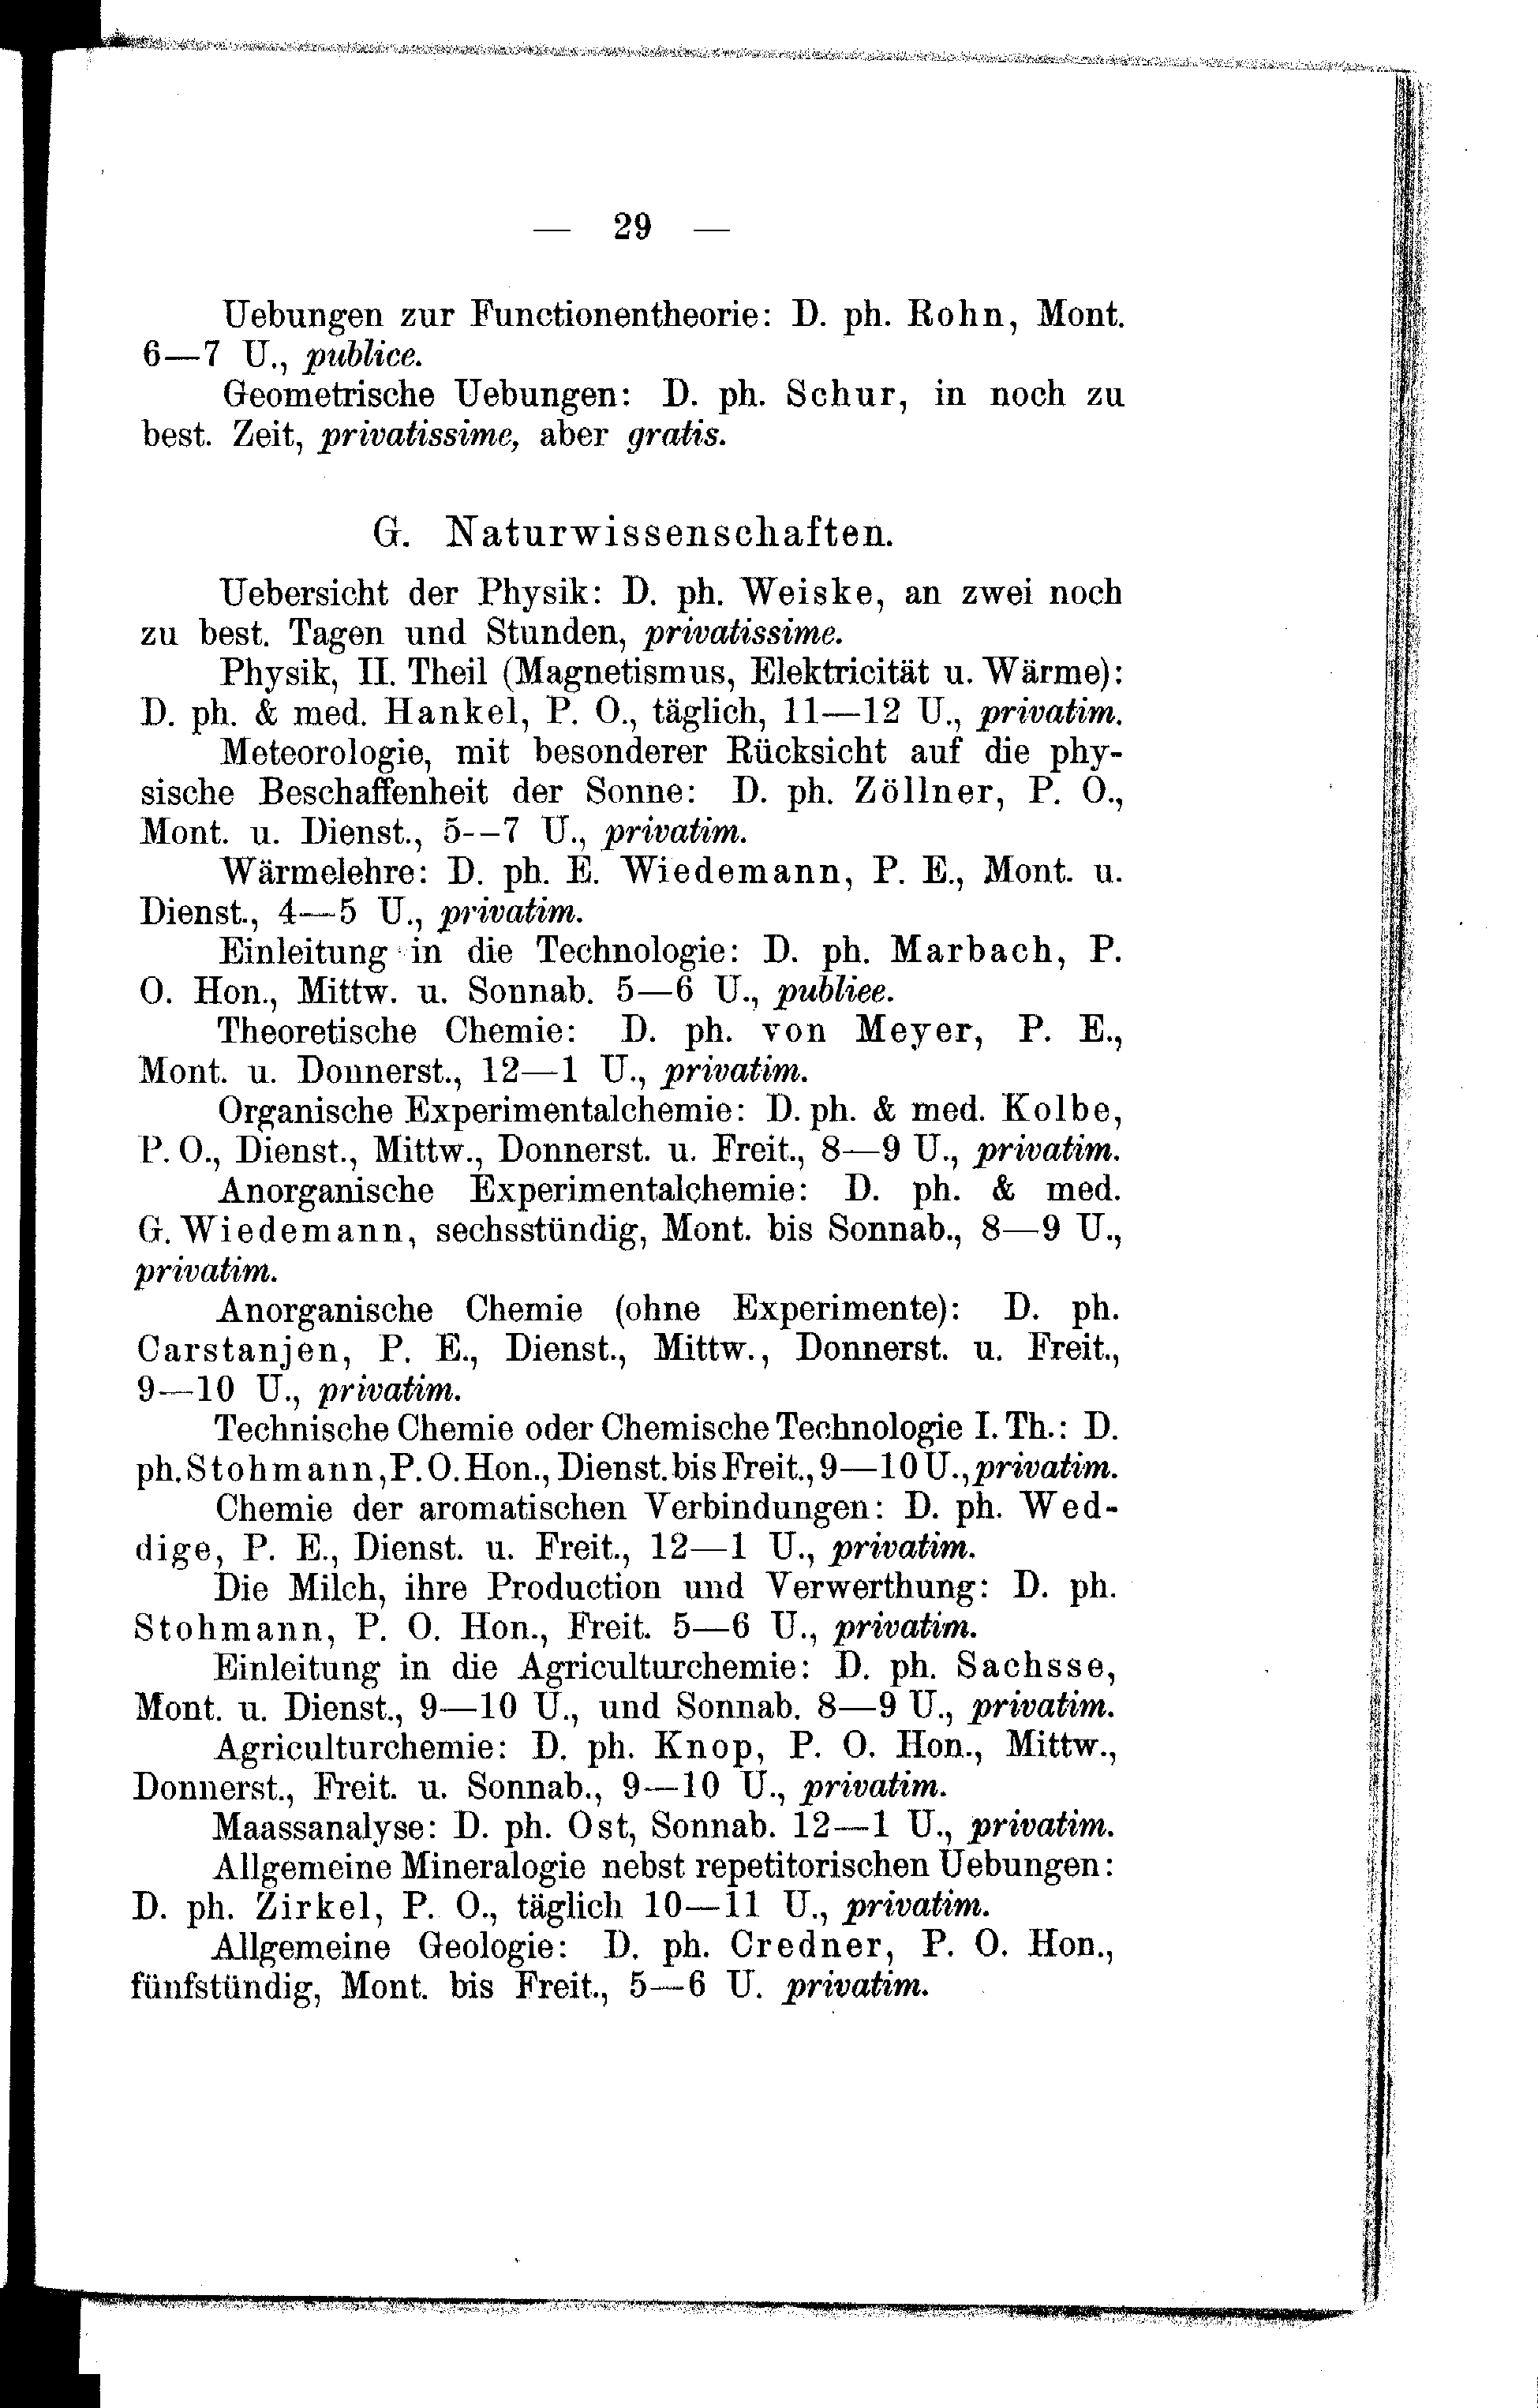 — 29 —
Uebungen zur Functionentheorie: D. ph. Rohn, Mont.
6—7 U., publice.
Geometrische Uebungen: D. ph. Schur, in noch zu
best. Zeit, privatissime, aber gratis.
G. Naturwissenschaften.
Uebersicht der Physik: D. ph. Weiske, an zwei noch
zu best. Tagen und Stunden, privatissime.
Physik, II. Theil (Magnetismus, Elektricität u. Wärme):
D. ph. & med. Hankel, P. O., täglich, 11—12 U., privatim.
Meteorologie, mit besonderer Rücksicht auf die phy-
sische Beschaffenheit der Sonne: D. ph. Zöllner, P. O.,
Mont. u. Dienst., 5--7 U., privatim.
Wärmelehre: D. ph. E. Wiedemann, P. E., Mont. u.
Dienst., 4—5 U., privatim.
Einleitung in die Technologie: D. ph. Marbach, P.
O. Hon., Mittw. u. Sonnab. 5—6 U., publice.
Theoretische Chemie: D. ph. von Meyer, P. E.,
Mont. u. Donnerst., 12—1 U., privatim.
Organische Experimentalchemie: D. ph. & med. Kolbe,
P. O., Dienst., Mittw., Donnerst. u. Freit., 8—9 U., privatim.
Anorganische Experimentalchemie: D. ph. & med.
G. Wiedemann, sechsstündig, Mont. bis Sonnab., 8—9 U.,
privatim.
Anorganische Chemie (ohne Experimente): D. ph.
Carstanjen, P. E., Dienst., Mittw., Donnerst. u. Freit.,
9—10 U., privatim.
Technische Chemie oder Chemische Technologie I. Th.: D.
ph. Stohmann, P. O. Hon., Dienst. bis Freit., 9—10 U., privatim.
Chemie der aromatischen Verbindungen: D. ph. Wed-
dige, P. E., Dienst. u. Freit., 12—1 U., privatim.
Die Milch, ihre Production und Verwerthung: D. ph.
Stohmann, P. O. Hon., Freit. 5—6 U., privatim.
Einleitung in die Agriculturchemie: D. ph. Sachsse,
Mont. u. Dienst., 9—10 U., und Sonnab. 8—9 U., privatim.
Agriculturchemie: D. ph. Knop, P. O. Hon., Mittw.,
Donnerst., Freit. u. Sonnab., 9—10 U., privatim.
Maassanalyse: D. ph. Ost, Sonnab. 12—1 U., privatim.
Allgemeine Mineralogie nebst repetitorischen Uebungen:
D. ph. Zirkel, P. O., täglich 10—11 U., privatim.
Allgemeine Geologie: D. ph. Credner, P. O. Hon.,
fünfstündig, Mont. bis Freit., 5—6 U. privatim.